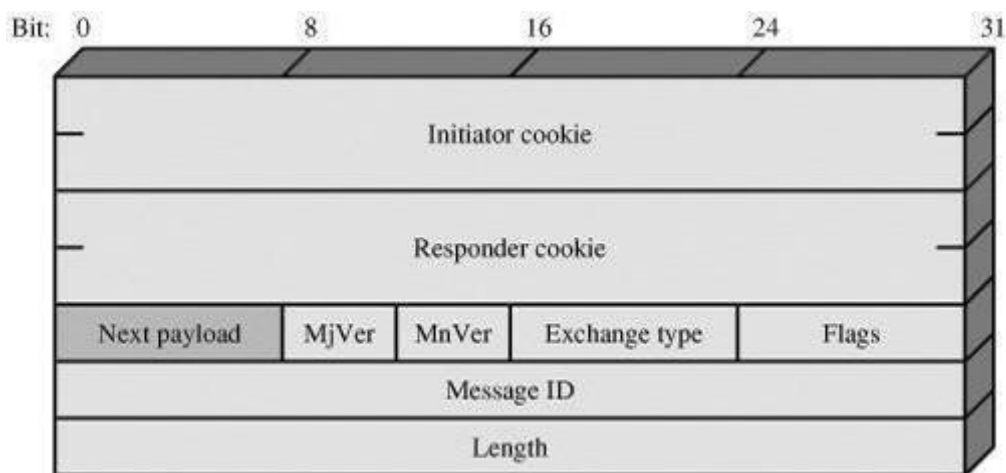 Bit: 0 8 16 24 31
Initiator cookie
Responder cookie
Next payload MjVer MnVer Exchange type Flags
Message ID
Length